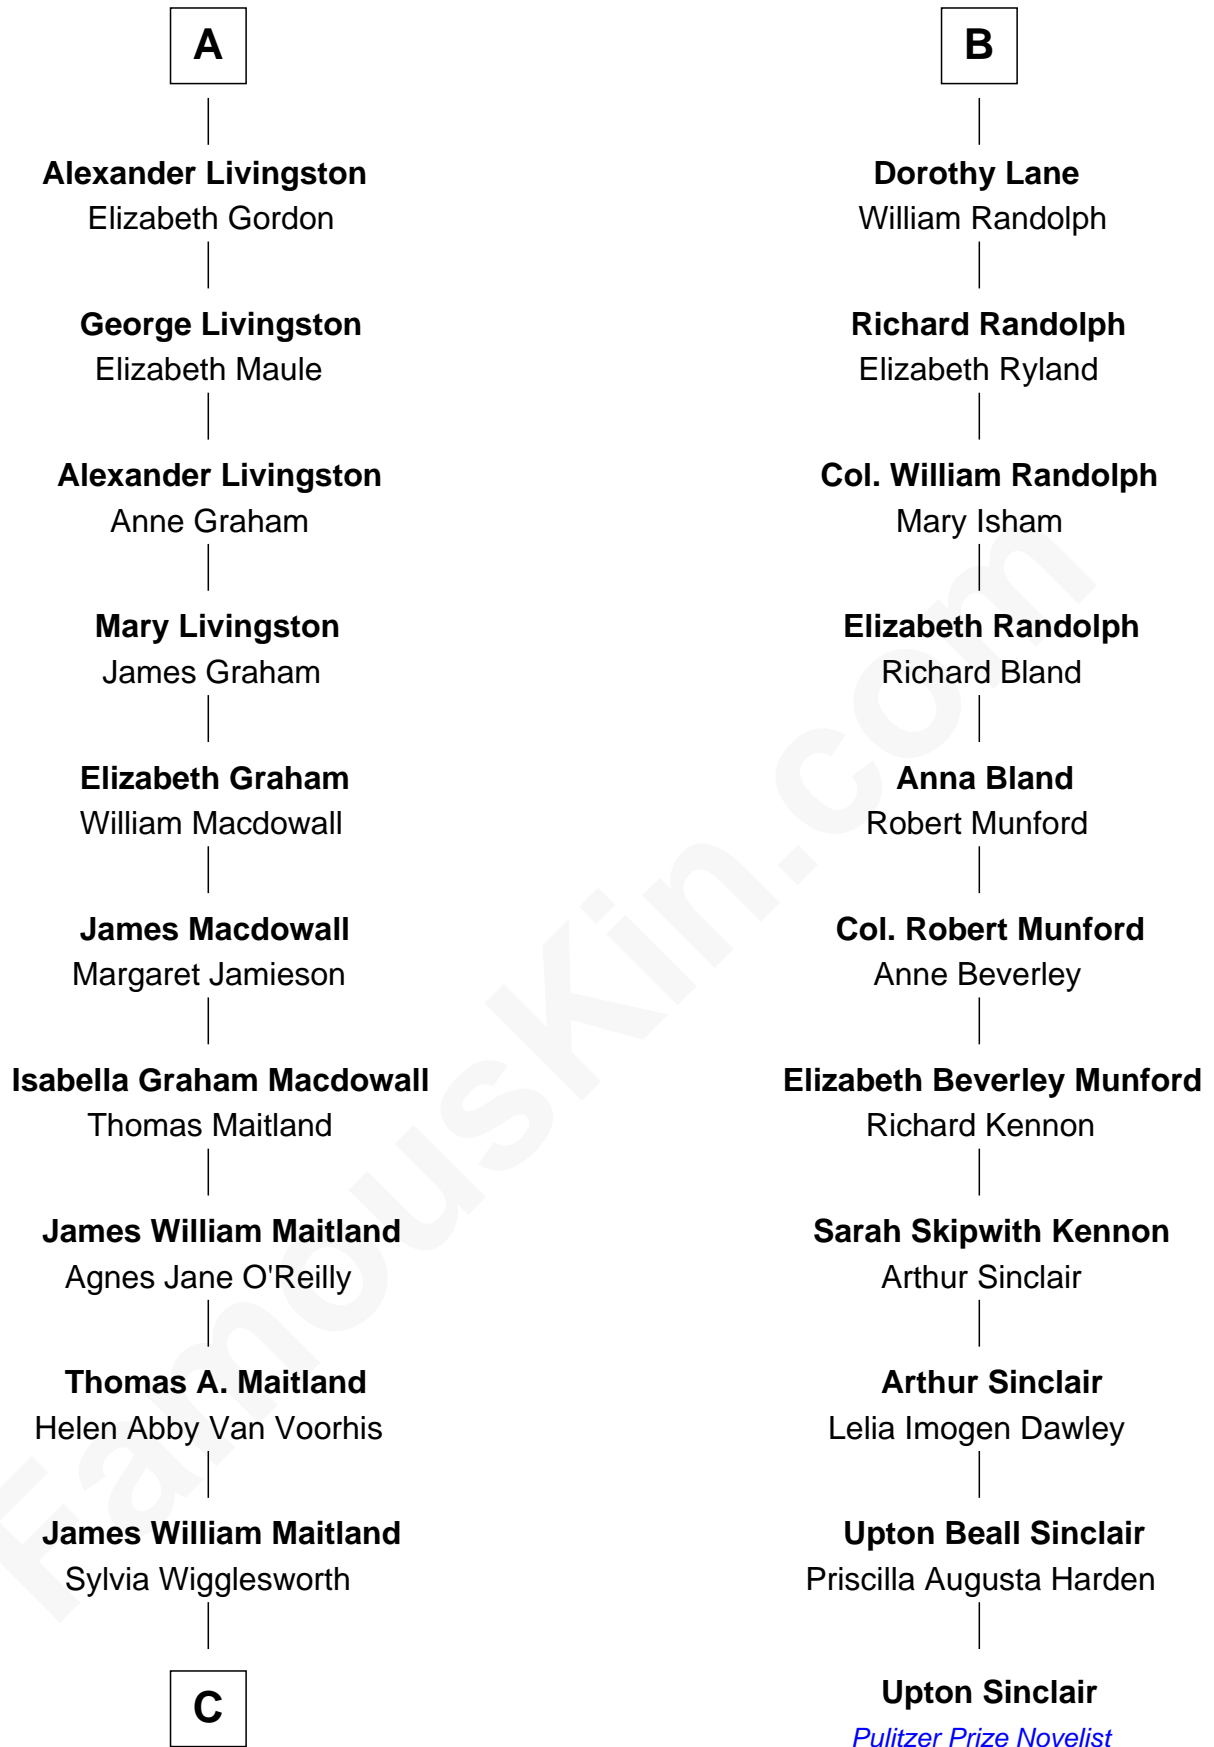 A
Alexander Livingston
Elizabeth Gordon
George Livingston
Elizabeth Maule
Alexander Livingston
Anne Graham
Mary Livingston
James Graham
Elizabeth Graham
William Macdowall
James Macdowall
Margaret Jamieson
Isabella Graham Macdowall
Thomas Maitland
James William Maitland
Agnes Jane O'Reilly
Thomas A. Maitland
Helen Abby Van Voorhis
James William Maitland
Sylvia Wigglesworth
C
B
Dorothy Lane
William Randolph
Richard Randolph
Elizabeth Ryland
Col. William Randolph
Mary Isham
Elizabeth Randolph
Richard Bland
Anna Bland
Robert Munford
Col. Robert Munford
Anne Beverley
Elizabeth Beverley Munford
Richard Kennon
Sarah Skipwith Kennon
Arthur Sinclair
Arthur Sinclair
Lelia Imogen Dawley
Upton Beall Sinclair
Priscilla Augusta Harden
Upton Sinclair
Pulitzer Prize Novelist
FamousKin.com